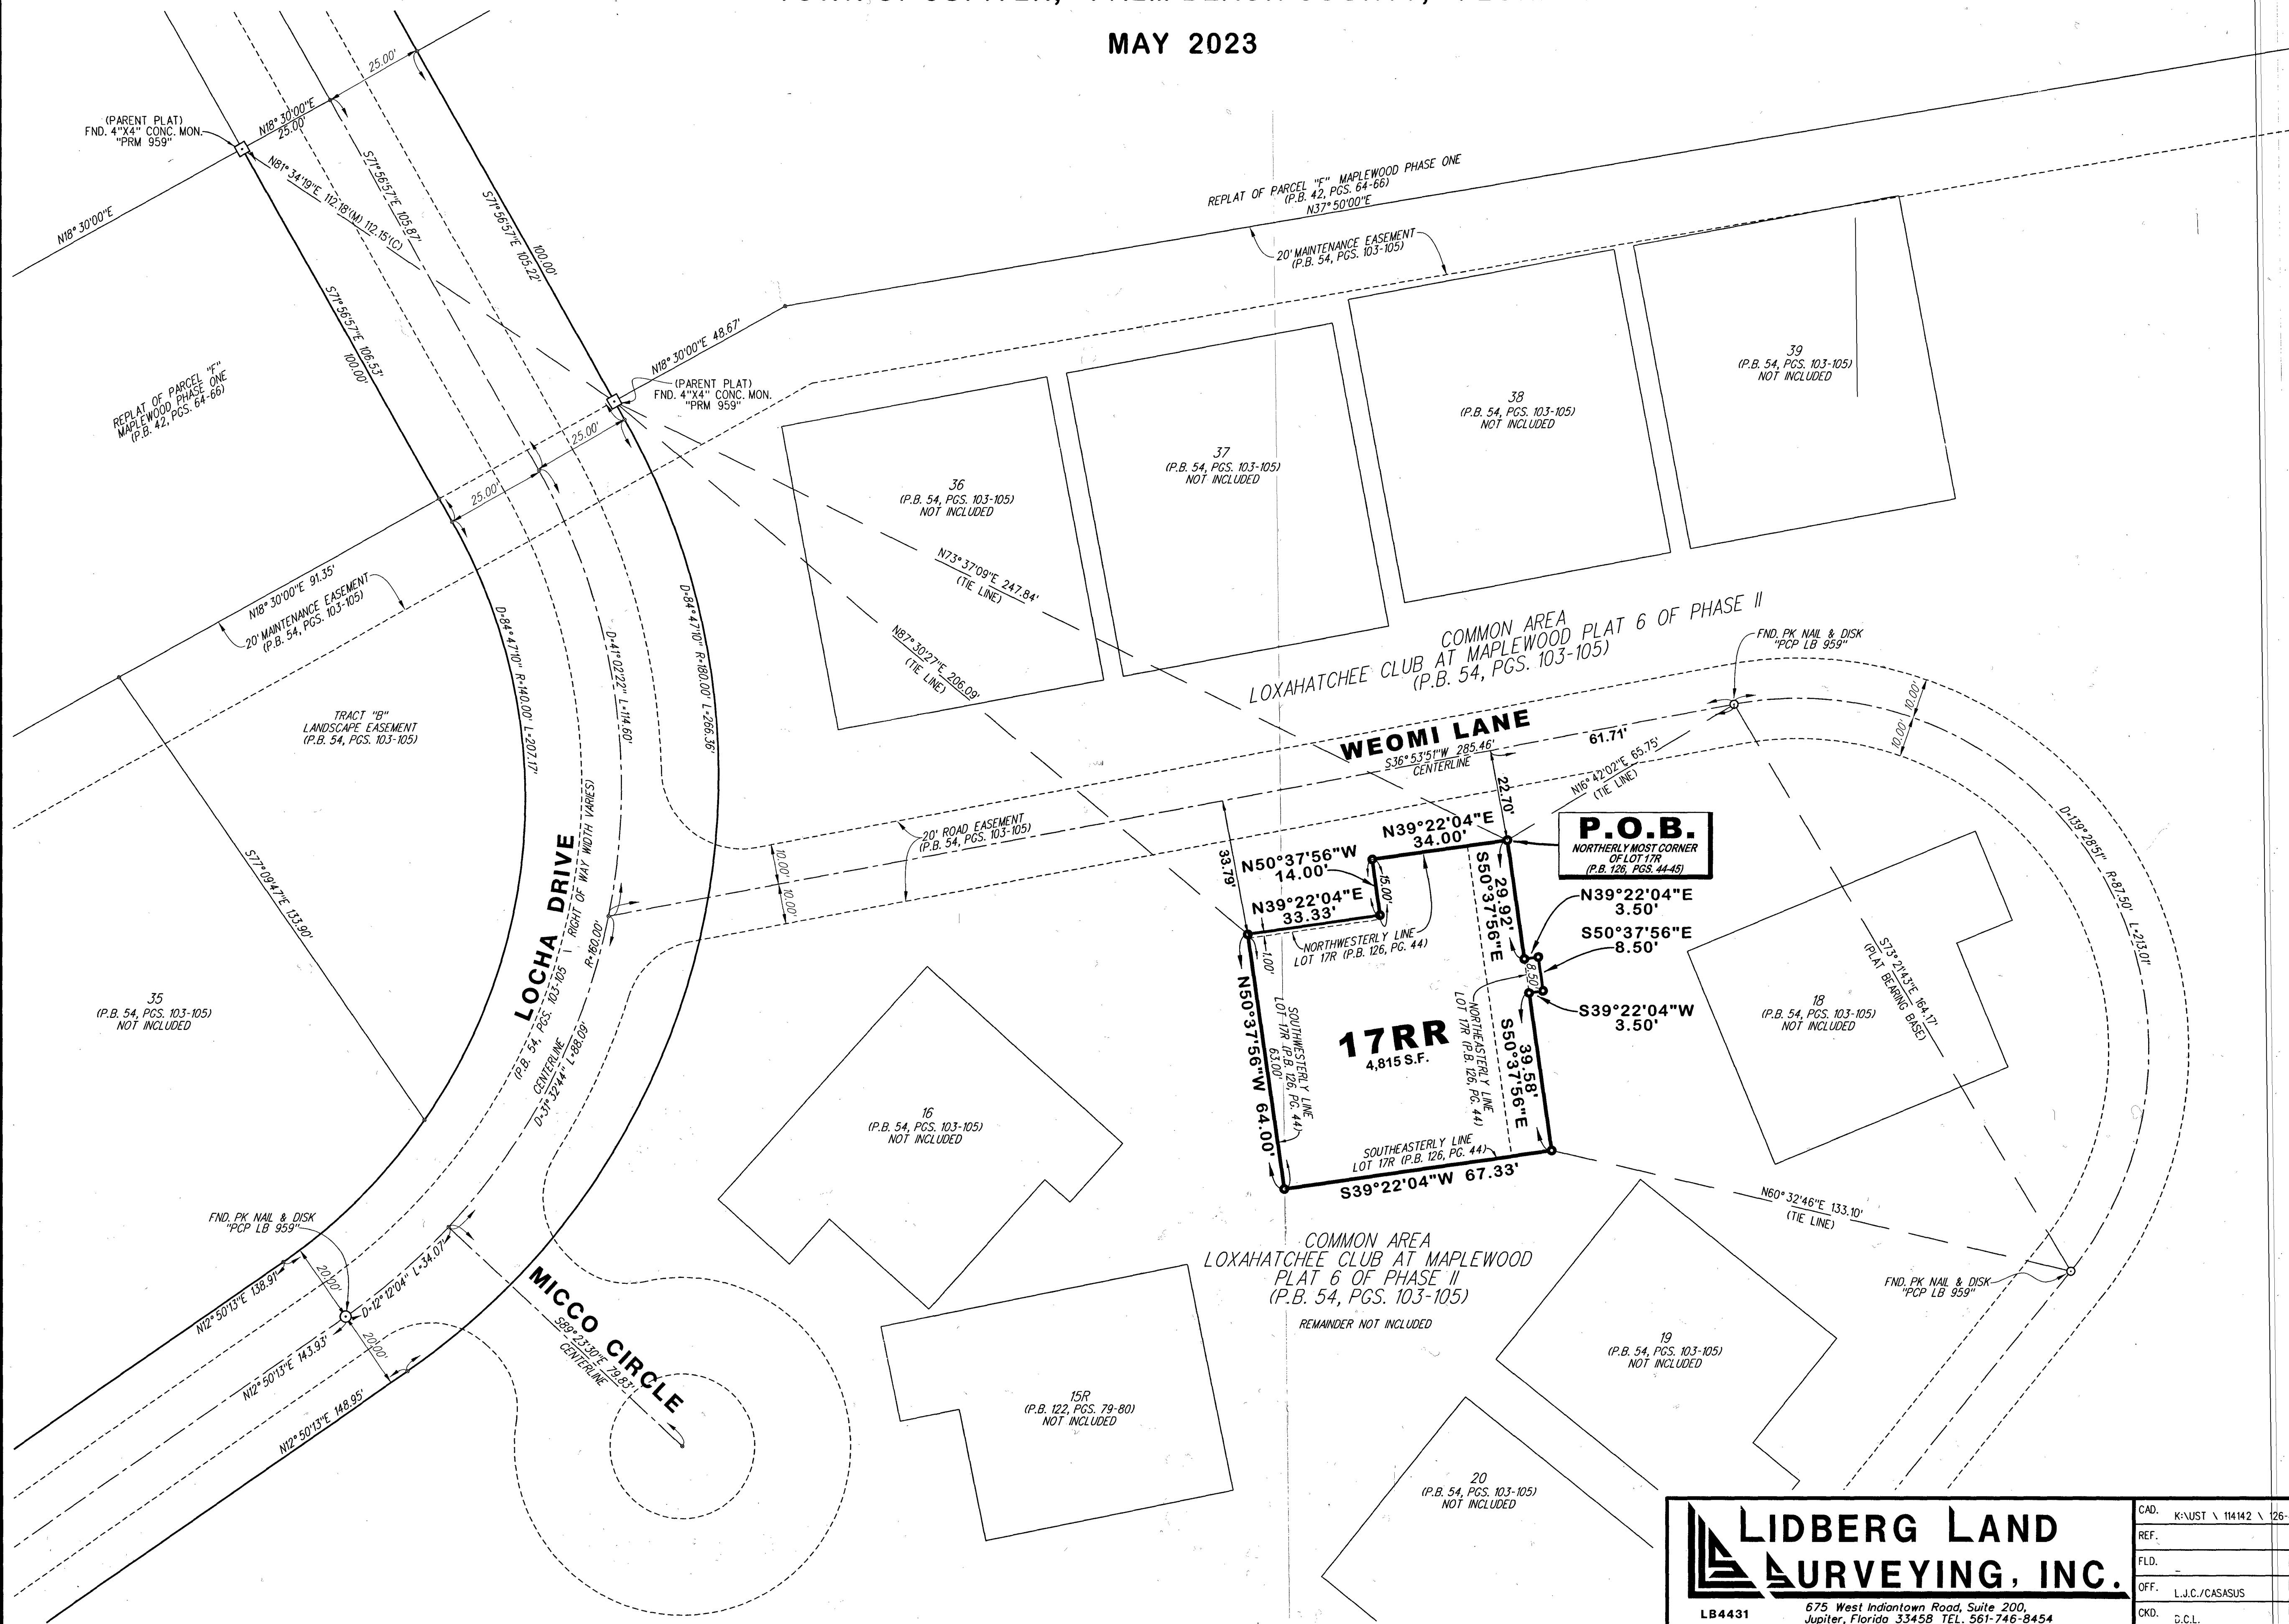 MAY 2023
25.00'
(PARENT PLAT)
FND. 4"X4" CONC. MON.
"PRM 959"
N18°30'00"E
25.00'
N81°34'19"E 112.18'(M) 112.15'(C)
S71°56'57"E 105.87'
S71°56'57"E 105.22'
100.00'
N18°30'00"E
S71°56'57"E 106.53'
100.00'
REPLAT OF PARCEL "F"
MAPLEWOOD PHASE ONE
(P.B. 42, PGS. 64-66)
REPLAT OF PARCEL "F" MAPLEWOOD PHASE ONE
(P.B. 42, PGS. 64-66)
N37°50'00"E
20' MAINTENANCE EASEMENT
(P.B. 54, PGS. 103-105)
N18°30'00"E 48.67'
(PARENT PLAT)
FND. 4"X4" CONC. MON.
"PRM 959"
25.00'
25.00'
39
(P.B. 54, PGS. 103-105)
NOT INCLUDED
38
(P.B. 54, PGS. 103-105)
NOT INCLUDED
37
(P.B. 54, PGS. 103-105)
NOT INCLUDED
36
(P.B. 54, PGS. 103-105)
NOT INCLUDED
N73°37'09"E 247.84'
(TIE LINE)
N87°30'27"E 206.09'
(TIE LINE)
N18°30'00"E 91.35'
20' MAINTENANCE EASEMENT
(P.B. 54, PGS. 103-105)
D=84°47'10" R=140.00' L=207.17'
D=41°02'22" L=114.60'
D=84°47'10" R=180.00' L=266.36'
COMMON AREA
LOXAHATCHEE CLUB AT MAPLEWOOD PLAT 6 OF PHASE II
(P.B. 54, PGS. 103-105)
FND. PK NAIL & DISK
"PCP LB 959"
TRACT "B"
LANDSCAPE EASEMENT
(P.B. 54, PGS. 103-105)
WEOMI LANE
S36°53'51"W 285.46'
CENTERLINE
61.71'
N16°42'02"E 65.75'
(TIE LINE)
10.00'
10.00'
22.70'
P.O.B.
NORTHERLY MOST CORNER
OF LOT 17R
(P.B. 126, PGS. 44-45)
20' ROAD EASEMENT
(P.B. 54, PGS. 103-105)
10.00'
10.00'
33.79'
N39°22'04"E
34.00'
N50°37'56"W
14.00'
15.00'
N39°22'04"E
33.33'
1.00'
NORTHWESTERLY LINE
LOT 17R (P.B. 126, PG. 44)
29.92'
S50°37'56"E
N39°22'04"E
3.50'
S50°37'56"E
8.50'
8.50'
S39°22'04"W
3.50'
D=139°28'51" R=87.50' L=213.01'
S73°21'43"E 164.17'
(PLAT BEARING BASE)
S77°09'47"E 133.90'
LOCHA DRIVE
(P.B. 54, PGS. 103-105 \ RIGHT OF WAY WIDTH VARIES)
R=160.00'
CENTERLINE
D=31°32'44" L=88.09'
35
(P.B. 54, PGS. 103-105)
NOT INCLUDED
18
(P.B. 54, PGS. 103-105)
NOT INCLUDED
N50°37'56"W 64.00'
SOUTHWESTERLY LINE
LOT 17R (P.B. 126, PG. 44)
63.00'
17RR
4,815 S.F.
NORTHEASTERLY LINE
LOT 17R (P.B. 126, PG. 44)
39.58'
S50°37'56"E
16
(P.B. 54, PGS. 103-105)
NOT INCLUDED
SOUTHEASTERLY LINE
LOT 17R (P.B. 126, PG. 44)
S39°22'04"W 67.33'
N60°32'46"E 133.10'
(TIE LINE)
FND. PK NAIL & DISK
"PCP LB 959"
N12°50'13"E 138.91'
20.00'
D=12°12'04" L=34.07'
N12°50'13"E 143.93'
20.00'
N12°50'13"E 148.95'
MICCO CIRCLE
S89°23'30"E 79.83'
CENTERLINE
COMMON AREA
LOXAHATCHEE CLUB AT MAPLEWOOD
PLAT 6 OF PHASE II
(P.B. 54, PGS. 103-105)
REMAINDER NOT INCLUDED
FND. PK NAIL & DISK
"PCP LB 959"
19
(P.B. 54, PGS. 103-105)
NOT INCLUDED
15R
(P.B. 122, PGS. 79-80)
NOT INCLUDED
20
(P.B. 54, PGS. 103-105)
NOT INCLUDED
LIDBERG LAND
SURVEYING, INC.
LB4431
675 West Indiantown Road, Suite 200,
Jupiter, Florida 33458 TEL. 561-746-8454
CAD. K:\UST \ 114142 \ 126-
REF.
FLD. -
OFF. L.J.C./CASASUS
CKD. D.C.L.